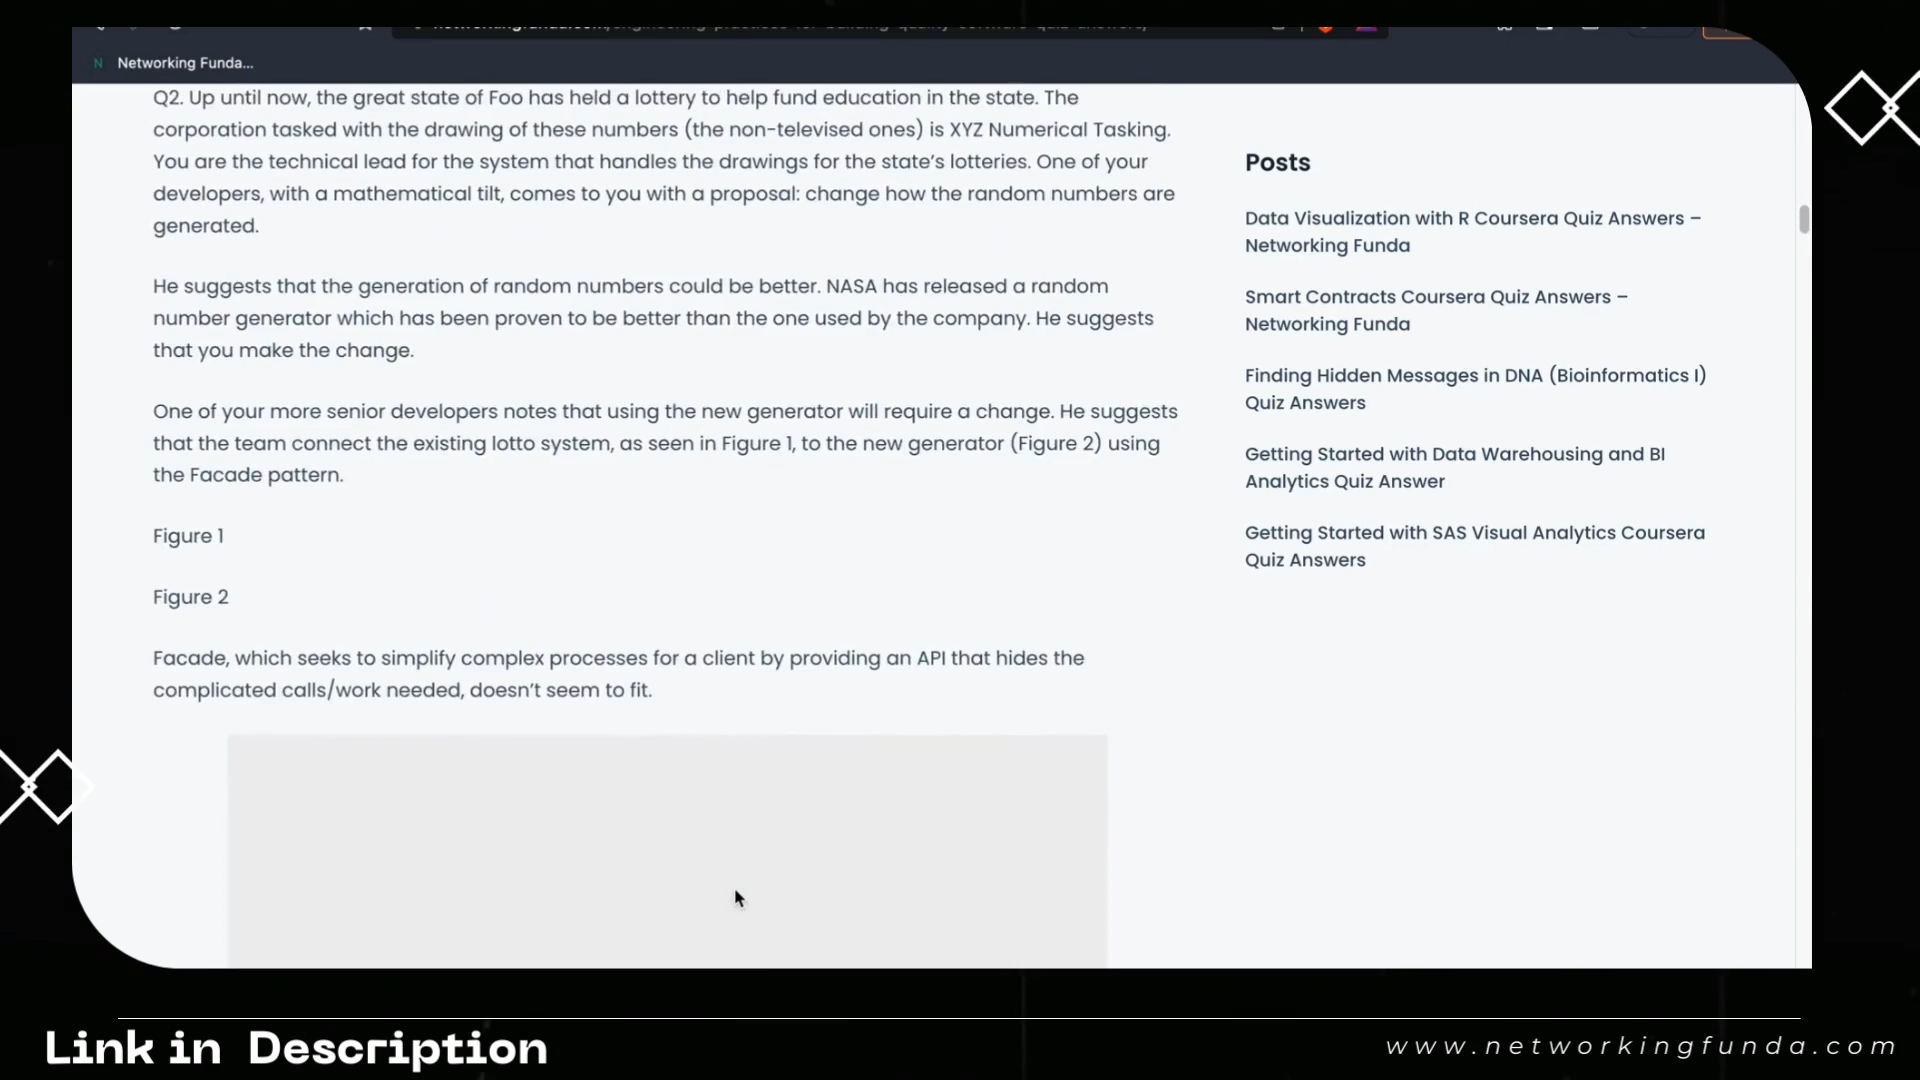 Networking Funda...
Q2. Up until now, the great state of Foo has held a lottery to help fund education in the state. The
corporation tasked with the drawing of these numbers (the non-televised ones) is XYZ Numerical Tasking.
You are the technical lead for the system that handles the drawings for the state's lotteries. One of your
developers, with a mathematical tilt, comes to you with a proposal: change how the random numbers are
generated.
He suggests that the generation of random numbers could be better. NASA has released a random
number generator which has been proven to be better than the one used by the company. He suggests
that you make the change.
One of your more senior developers notes that using the new generator will require a change. He suggests
that the team connect the existing lotto system, as seen in Figure 1, to the new generator (Figure 2) using
the Facade pattern.
Figure 1
Figure 2
Facade, which seeks to simplify complex processes for a client by providing an API that hides the
complicated calls/work needed, doesn't seem to fit.
Posts
Data Visualization with R Coursera Quiz Answers –
Networking Funda
Smart Contracts Coursera Quiz Answers –
Networking Funda
Finding Hidden Messages in DNA (Bioinformatics I)
Quiz Answers
Getting Started with Data Warehousing and BI
Analytics Quiz Answer
Getting Started with SAS Visual Analytics Coursera
Quiz Answers
Link in Description
www.networkingfunda.com